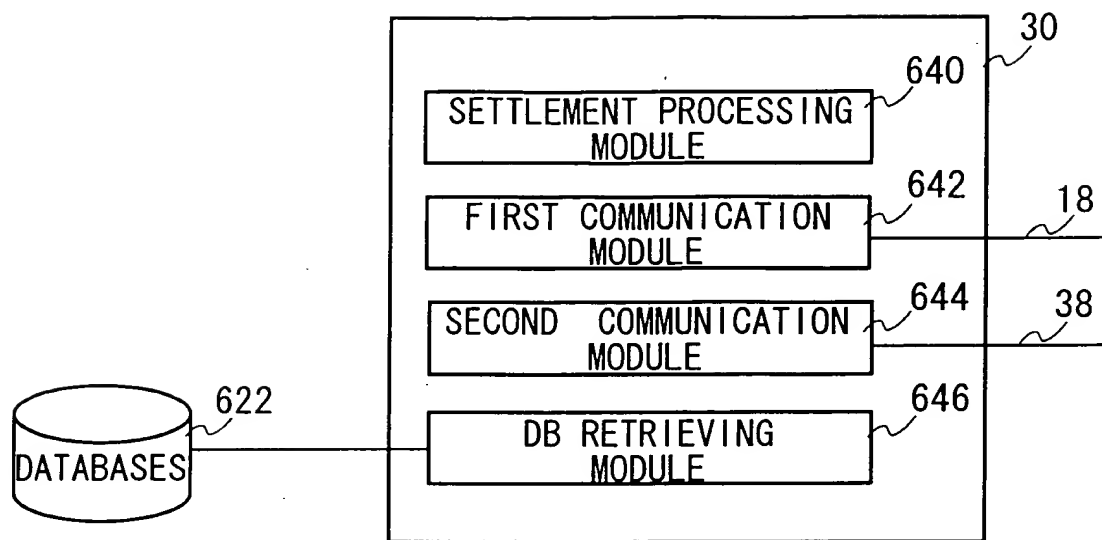 30
640
SETTLEMENT PROCESSING
MODULE
642
FIRST COMMUNICATION
MODULE
18
644
SECOND COMMUNICATION
MODULE
38
622
DATABASES
646
DB RETRIEVING
MODULE